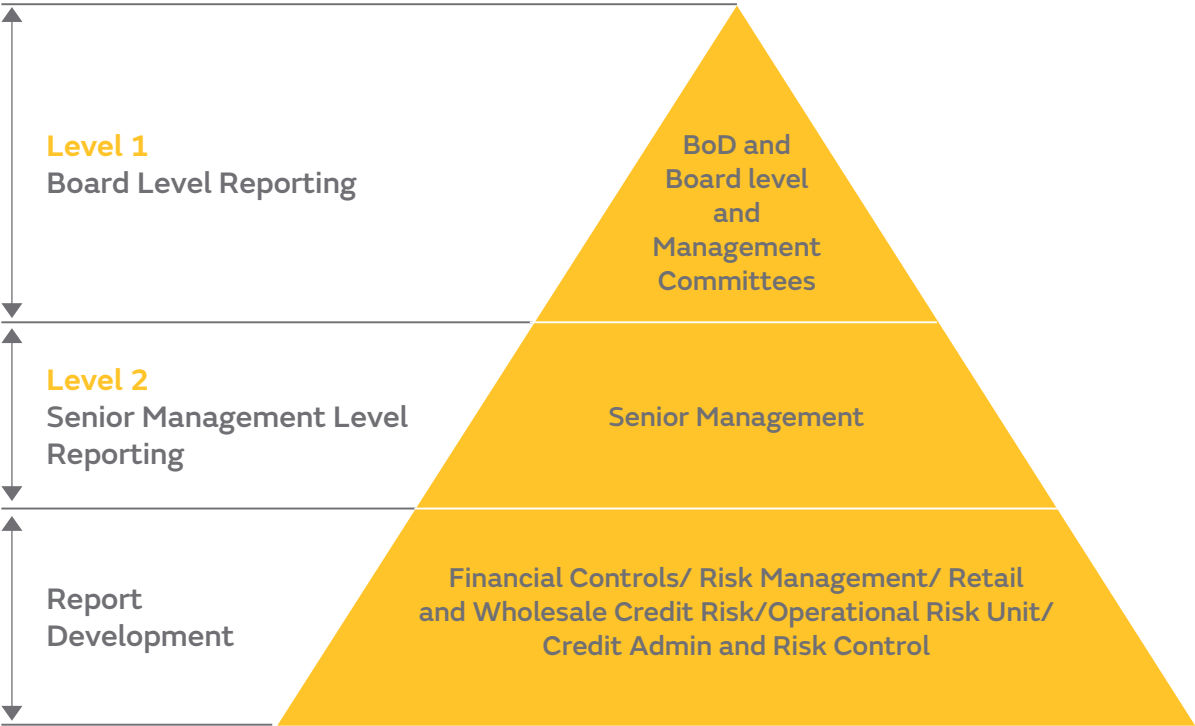 Level 1
Board Level Reporting
BoD and
Board level
and
Management
Committees
Level 2
Senior Management Level
Reporting
Senior Management
Report
Development
Financial Controls/ Risk Management/ Retail
and Wholesale Credit Risk/Operational Risk Unit/
Credit Admin and Risk Control